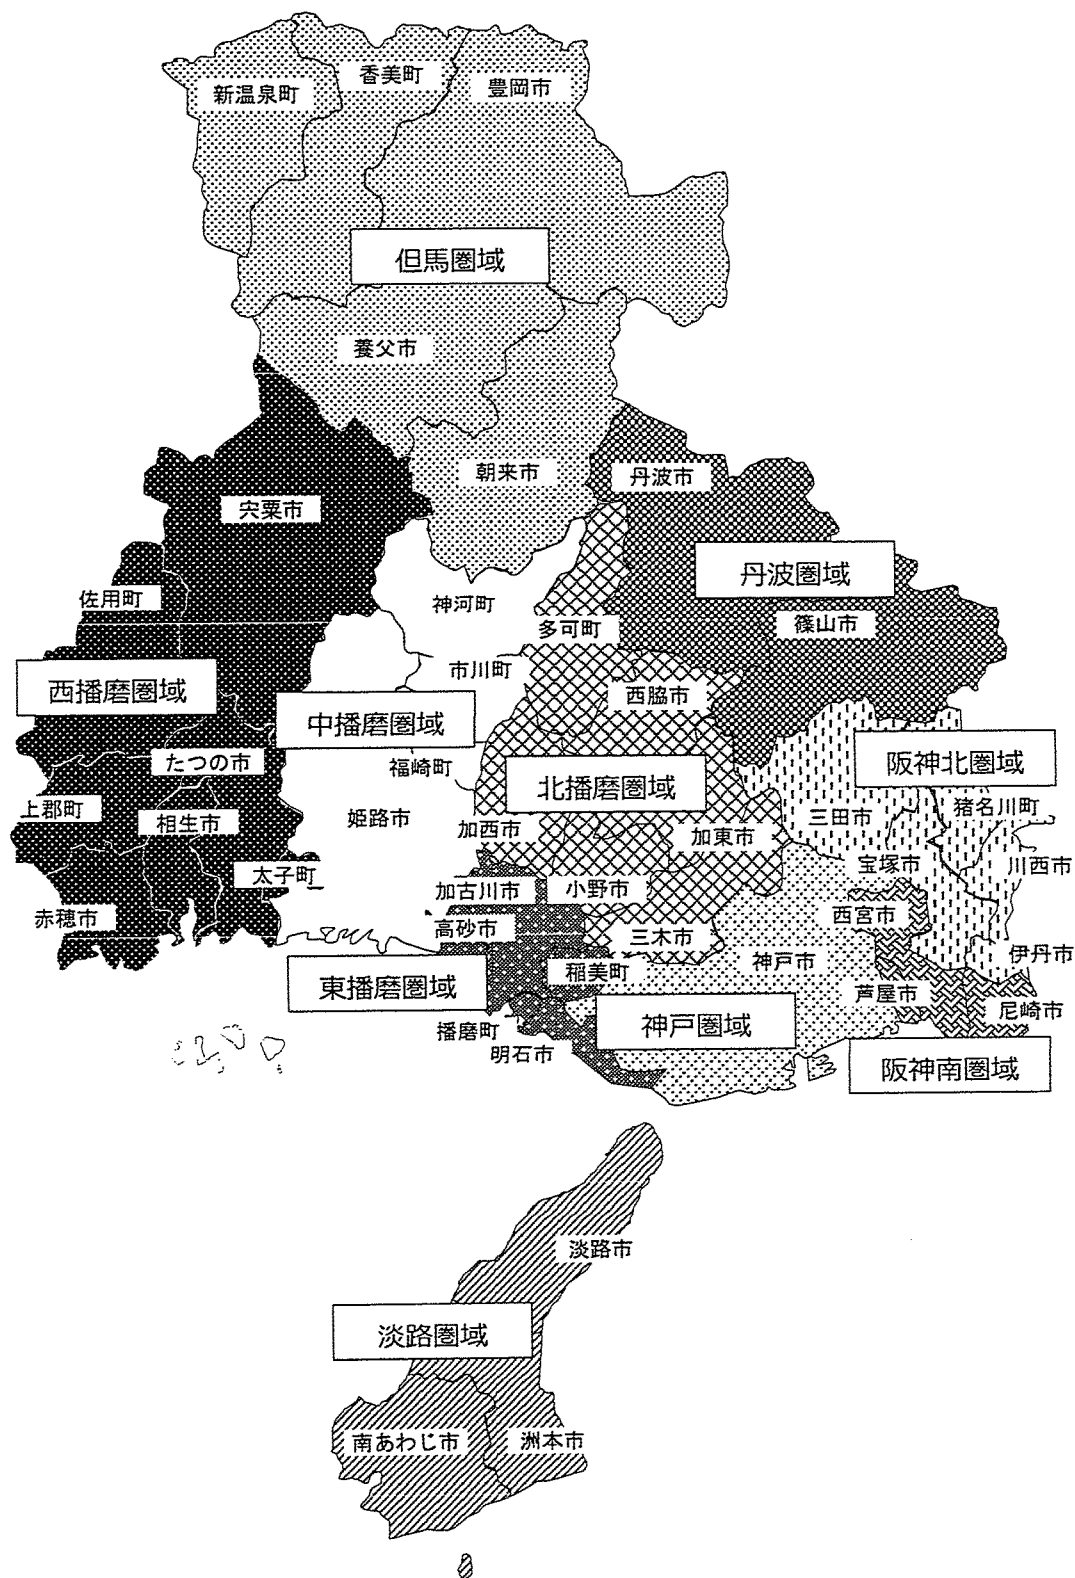 香美町
豊岡市
新温泉町
但馬圏域
養父市
朝来市
丹波市
宍粟市
丹波圏域
佐用町
神河町
多可町
篠山市
市川町
西播磨圏域
西脇市
中播磨圏域
たつの市
福崎町
阪神北圏域
北播磨圏域
上郡町
相生市
姫路市
加西市
加東市
三田市
猪名川町
太子町
宝塚市
川西市
加古川市
小野市
赤穂市
高砂市
三木市
西宮市
神戸市
伊丹市
東播磨圏域
稲美町
芦屋市
尼崎市
播磨町
神戸圏域
明石市
阪神南圏域
淡路市
淡路圏域
南あわじ市
洲本市